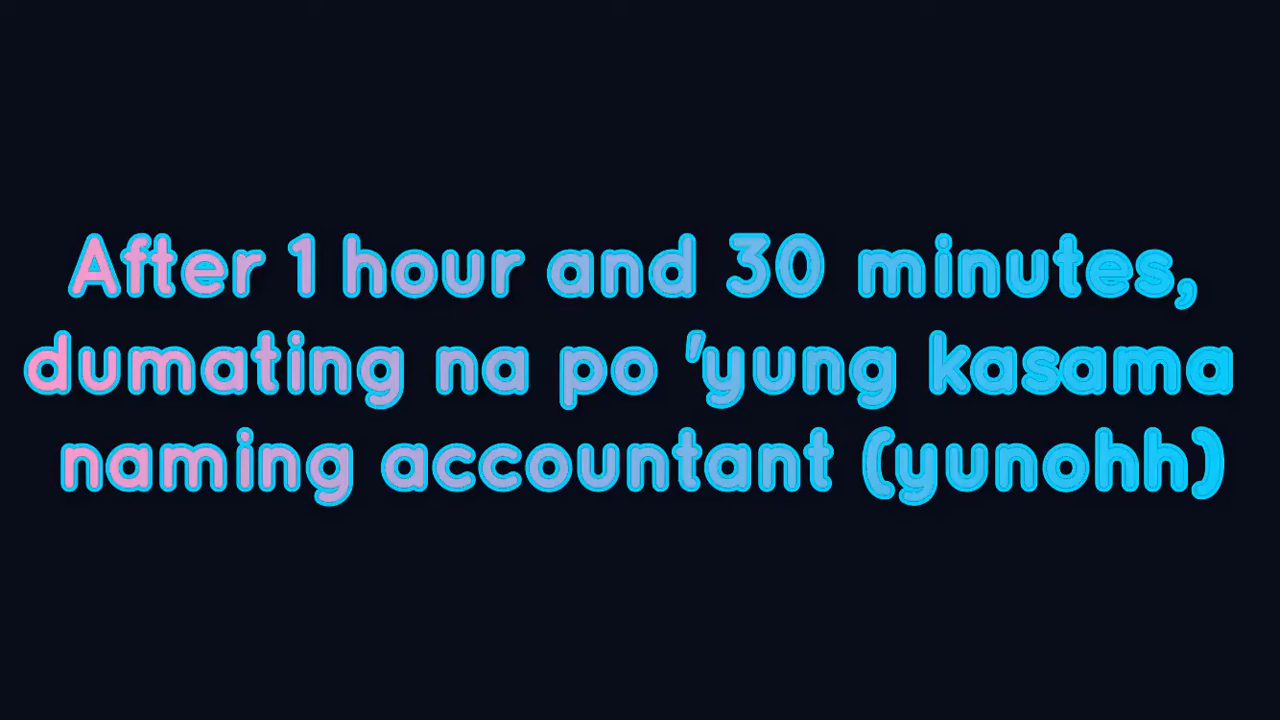 After 1 hour and 30 minutes,
dumating na po 'yung kasama
naming accountant (yunohh)